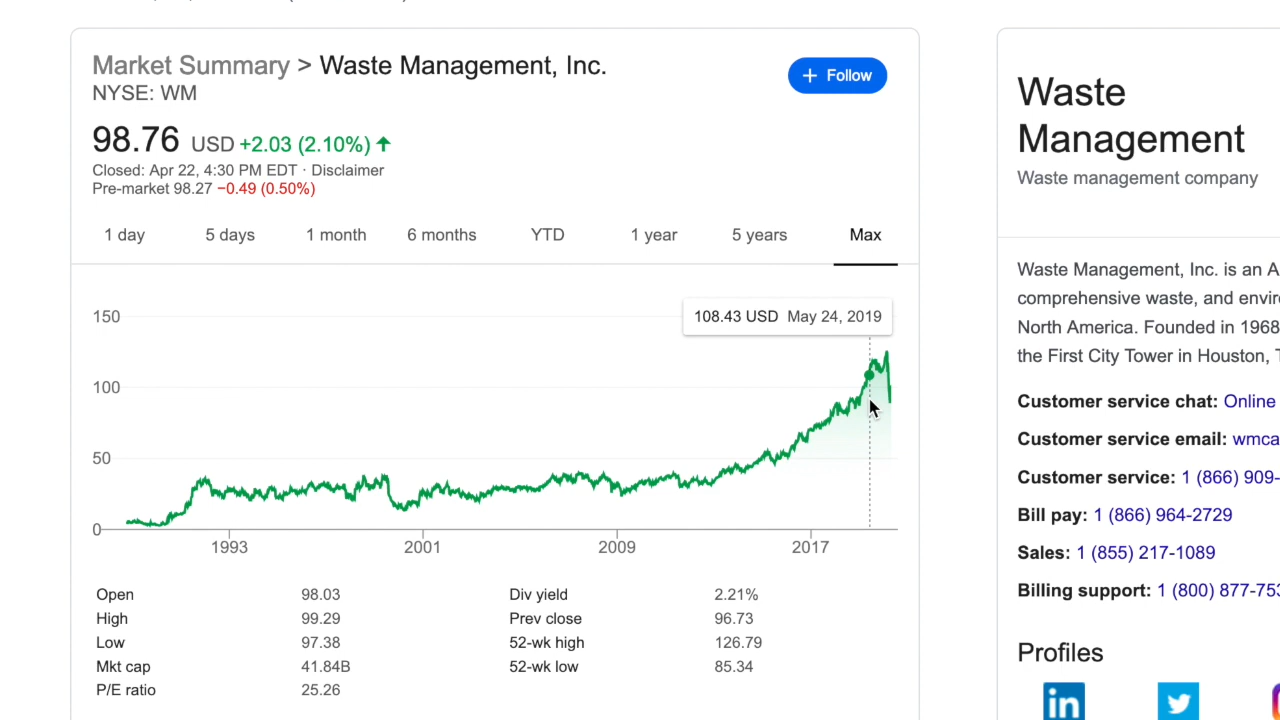 Market Summary > Waste Management, Inc.
NYSE: WM
+ Follow
98.76 USD +2.03 (2.10%) ↑
Closed: Apr 22, 4:30 PM EDT · Disclaimer
Pre-market 98.27 −0.49 (0.50%)
1 day 5 days 1 month 6 months YTD 1 year 5 years Max
108.43 USD May 24, 2019
150
100
50
0
1993 2001 2009 2017
Open 98.03 Div yield 2.21%
High 99.29 Prev close 96.73
Low 97.38 52-wk high 126.79
Mkt cap 41.84B 52-wk low 85.34
P/E ratio 25.26
Waste
Management
Waste management company
Waste Management, Inc. is an A
comprehensive waste, and envir
North America. Founded in 1968
the First City Tower in Houston, T
Customer service chat: Online
Customer service email: wmca
Customer service: 1 (866) 909-
Bill pay: 1 (866) 964-2729
Sales: 1 (855) 217-1089
Billing support: 1 (800) 877-753
Profiles
in